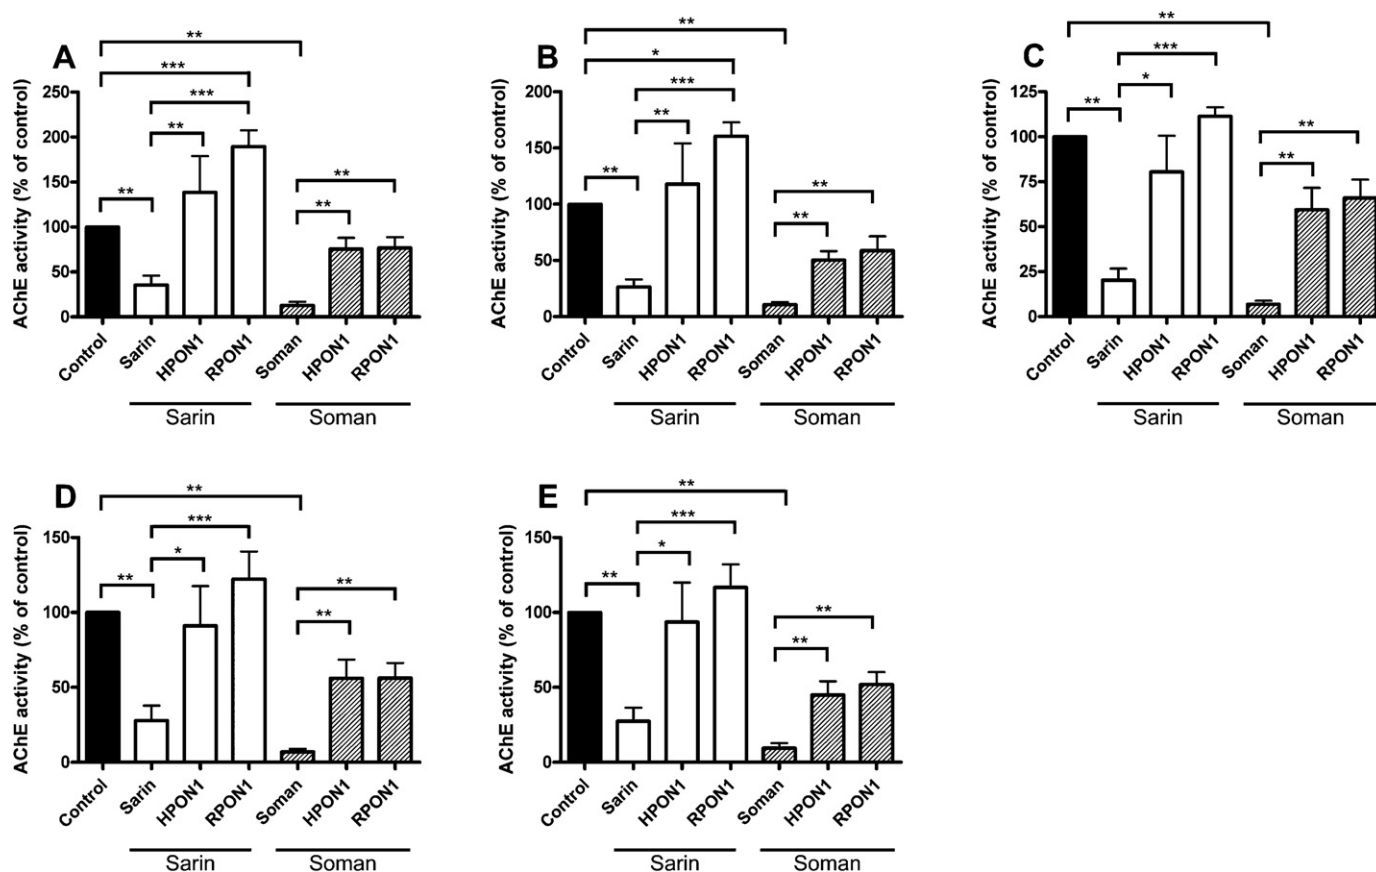 A
**
***
***
**
**
**
**
AChE activity (% of control)
250
200
150
100
50
0
Control
Sarin
HPON1
RPON1
Soman
HPON1
RPON1
Sarin
Soman
B
**
*
***
**
**
**
**
AChE activity (% of control)
200
150
100
50
0
Control
Sarin
HPON1
RPON1
Soman
HPON1
RPON1
Sarin
Soman
C
**
***
*
**
**
**
AChE activity (% of control)
125
100
75
50
25
0
Control
Sarin
HPON1
RPON1
Soman
HPON1
RPON1
Sarin
Soman
D
**
***
*
**
**
**
AChE activity (% of control)
150
100
50
0
Control
Sarin
HPON1
RPON1
Soman
HPON1
RPON1
Sarin
Soman
E
**
***
*
**
**
**
AChE activity (% of control)
150
100
50
0
Control
Sarin
HPON1
RPON1
Soman
HPON1
RPON1
Sarin
Soman